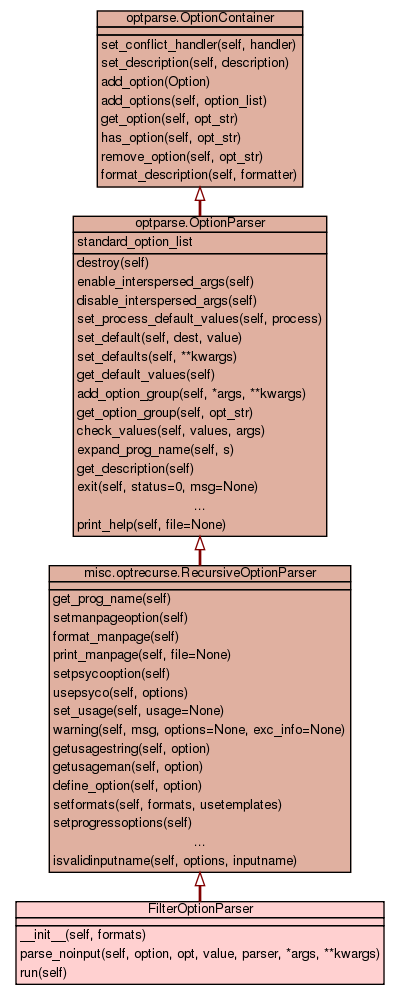 optparse.OptionContainer
set_conflict_handler(self, handler)
set_description(self, description)
add_option(Option)
add_options(self, option_list)
get_option(self, opt_str)
has_option(self, opt_str)
remove_option(self, opt_str)
format_description(self, formatter)
optparse.OptionParser
standard_option_list
destroy(self)
enable_interspersed_args(self)
disable_interspersed_args(self)
set_process_default_values(self, process)
set_default(self, dest, value)
set_defaults(self, **kwargs)
get_default_values(self)
add_option_group(self, *args, **kwargs)
get_option_group(self, opt_str)
check_values(self, values, args)
expand_prog_name(self, s)
get_description(self)
exit(self, status=0, msg=None)
...
print_help(self, file=None)
misc.optrecurse.RecursiveOptionParser
get_prog_name(self)
setmanpageoption(self)
format_manpage(self)
print_manpage(self, file=None)
setpsycooption(self)
usepsyco(self, options)
set_usage(self, usage=None)
warning(self, msg, options=None, exc_info=None)
getusagestring(self, option)
getusageman(self, option)
define_option(self, option)
setformats(self, formats, usetemplates)
setprogressoptions(self)
...
isvalidinputname(self, options, inputname)
FilterOptionParser
__init__(self, formats)
parse_noinput(self, option, opt, value, parser, *args, **kwargs)
run(self)